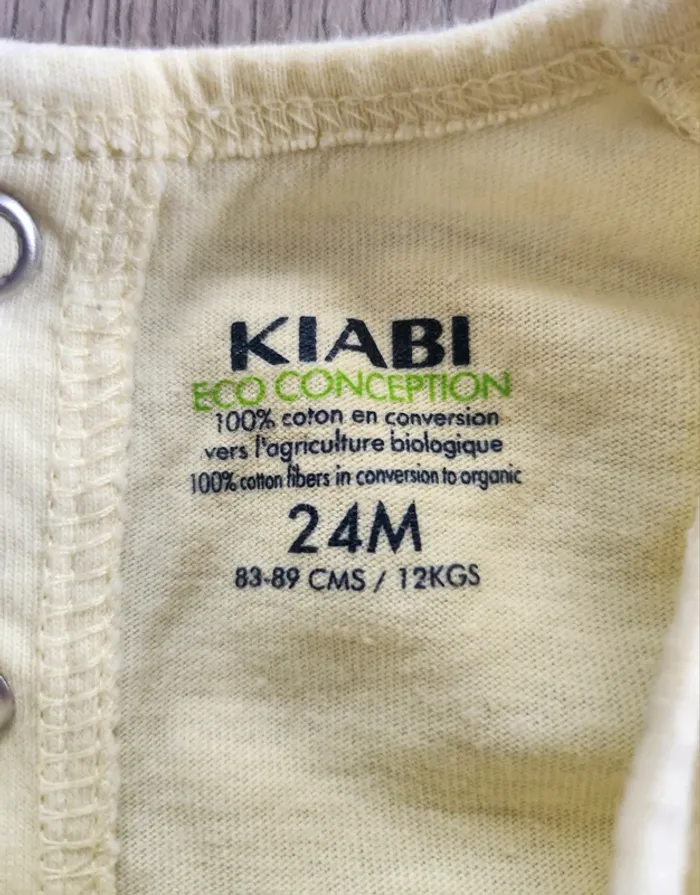 KIABI
ECO CONCEPTION
100% coton en conversion
vers l'agriculture biologique
100% cotton fibers in conversion to organic
24M
83-89 CMS / 12KGS